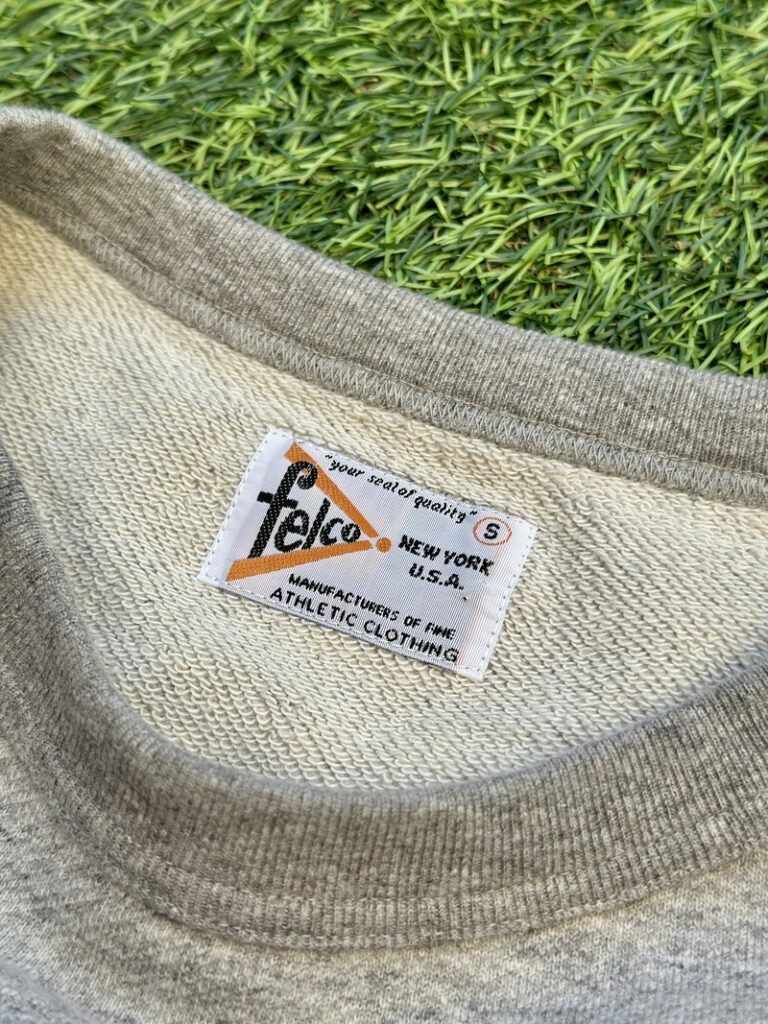 "your seal of quality"
S
felco
NEW YORK
U.S.A.
MANUFACTURERS OF FINE
ATHLETIC CLOTHING